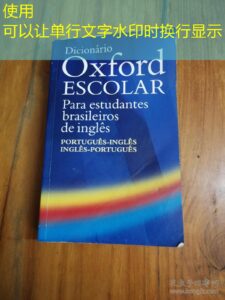 使用
可以让单行文字水印时换行显示
Dicionário
Oxford
ESCOLAR
Para estudantes
brasileiros
de inglês
PORTUGUÊS-INGLÊS
INGLÊS-PORTUGUÊS